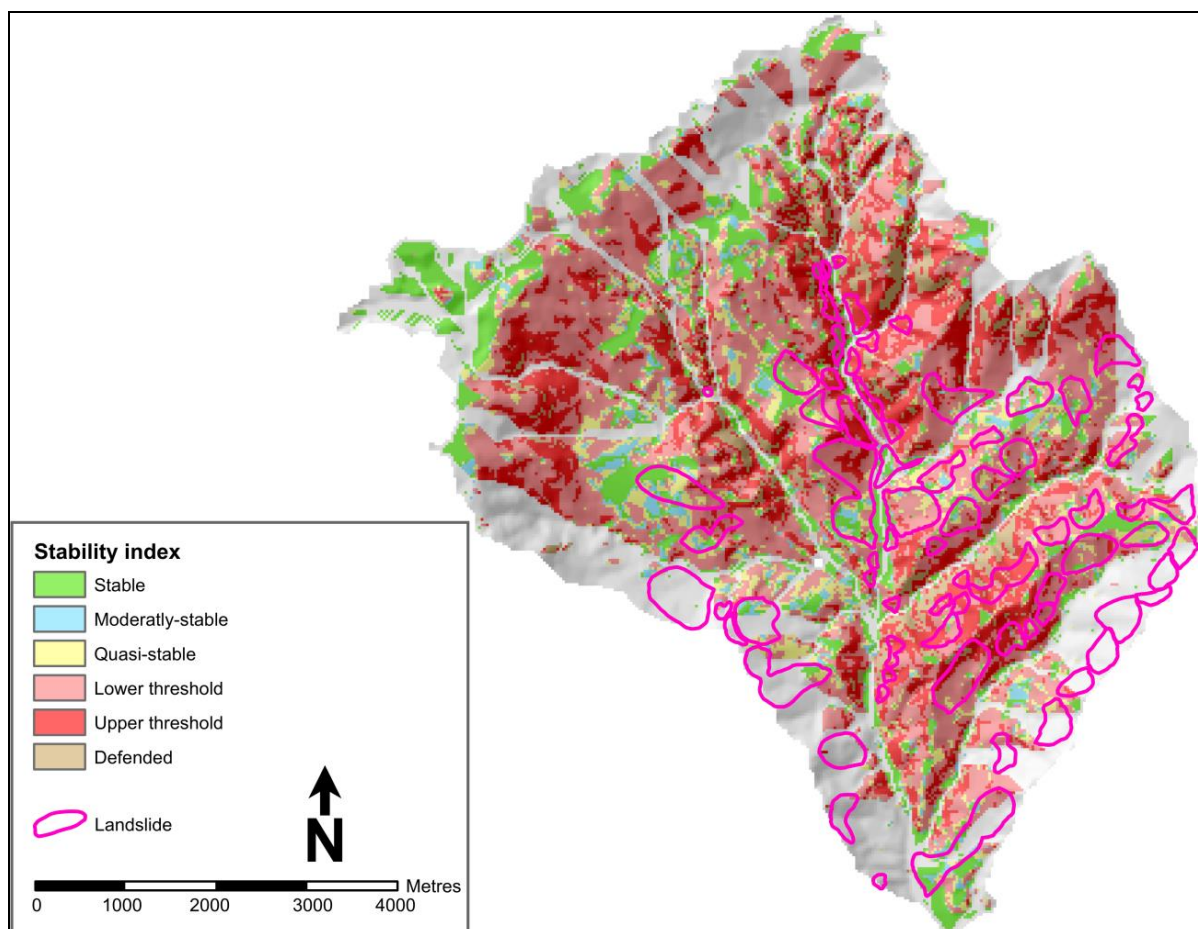 Stability index
Stable
Moderatly-stable
Quasi-stable
Lower threshold
Upper threshold
Defended
Landslide
N
Metres
0 1000 2000 3000 4000